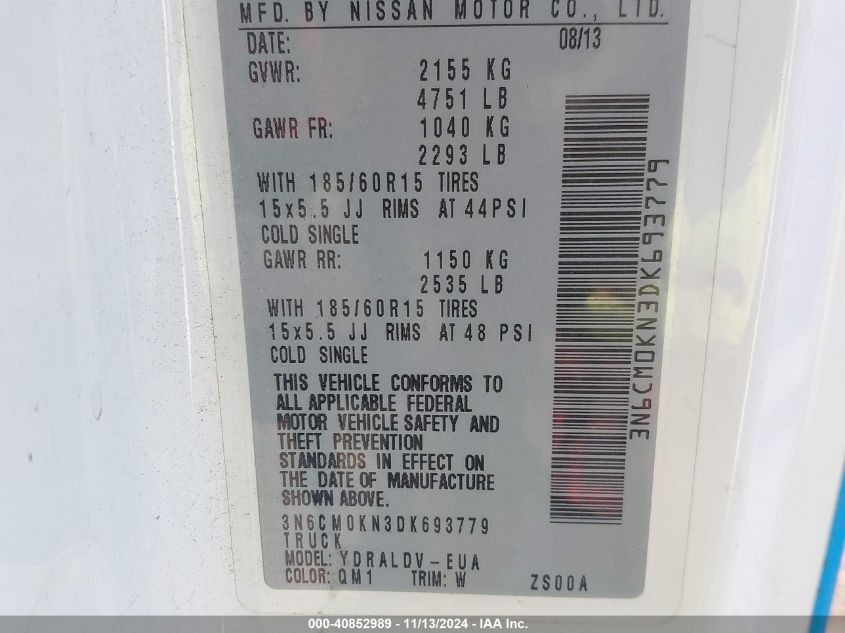 MFD. BY NISSAN MOTOR CO., LTD.
DATE: 08/13
GVWR: 2155 KG
4751 LB
GAWR FR: 1040 KG
2293 LB
WITH 185/60R15 TIRES
15x5.5 JJ RIMS AT 44PSI
COLD SINGLE
GAWR RR: 1150 KG
2535 LB
WITH 185/60R15 TIRES
15x5.5 JJ RIMS AT 48 PSI
COLD SINGLE
THIS VEHICLE CONFORMS TO
ALL APPLICABLE FEDERAL
MOTOR VEHICLE SAFETY AND
THEFT PREVENTION
STANDARDS IN EFFECT ON
THE DATE OF MANUFACTURE
SHOWN ABOVE.
3N6CM0KN3DK693779
TRUCK
MODEL: YDRALDV-EUA
COLOR: QM1 TRIM: W ZS00A
3N6CM0KN3DK693779
000-40852989 - 11/13/2024 - IAA Inc.